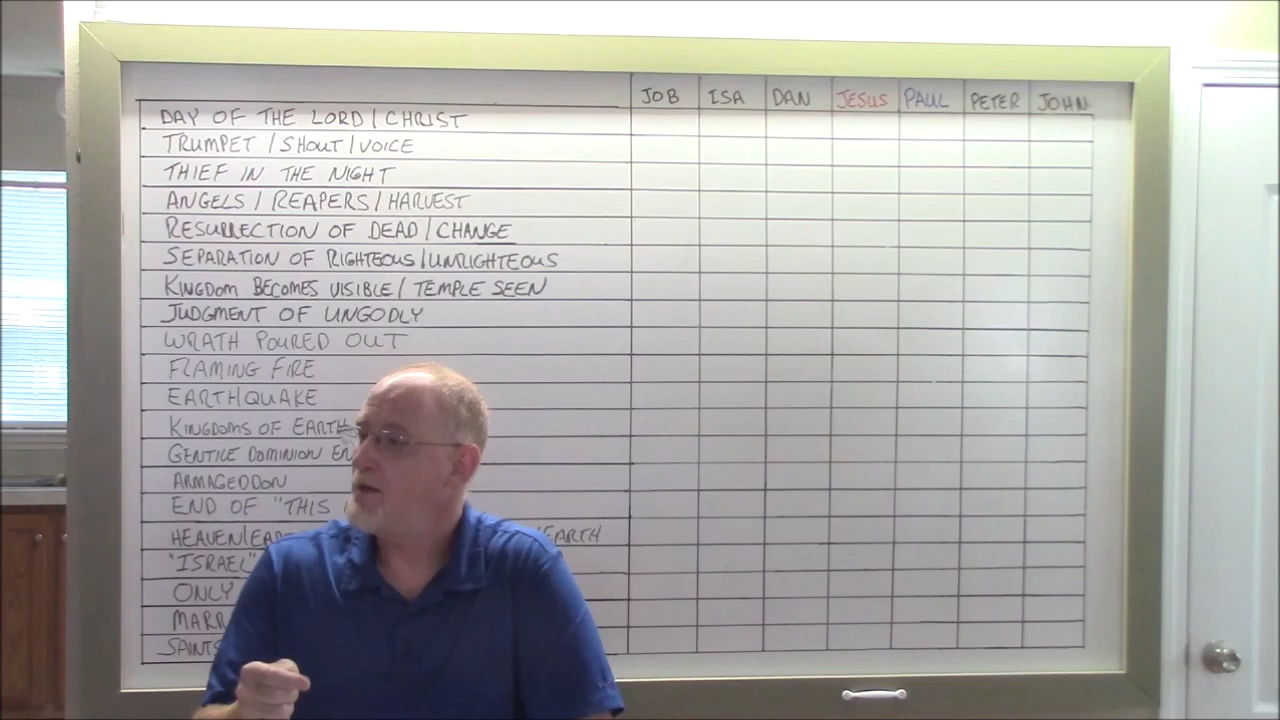 JOB ISA DAN JESUS PAUL PETER JOHN
DAY OF THE LORD / CHRIST
TRUMPET / SHOUT / VOICE
THIEF IN THE NIGHT
ANGELS / REAPERS / HARVEST
RESURRECTION OF DEAD / CHANGE
SEPARATION OF RIGHTEOUS / UNRIGHTEOUS
KINGDOM BECOMES VISIBLE / TEMPLE SEEN
JUDGMENT OF UNGODLY
WRATH POURED OUT
FLAMING FIRE
EARTHQUAKE
KINGDOMS OF EARTH
GENTILE DOMINION
ARMAGEDDON
END OF "THIS
HEAVEN/ EARTH
"ISRAEL"
ONLY
SAINTS